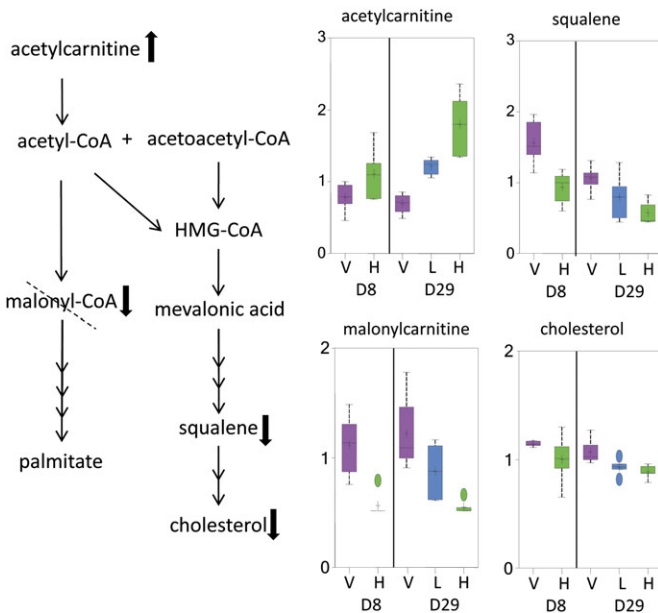 acetylcarnitine
acetyl-CoA + acetoacetyl-CoA
HMG-CoA
malonyl-CoA mevalonic acid
squalene
palmitate
cholesterol
acetylcarnitine
3
2
1
0
V H V L H
D8 D29
squalene
3
2
1
0
V H V L H
D8 D29
malonylcarnitine
2
1
0
V H V L H
D8 D29
cholesterol
2
1
0
V H V L H
D8 D29